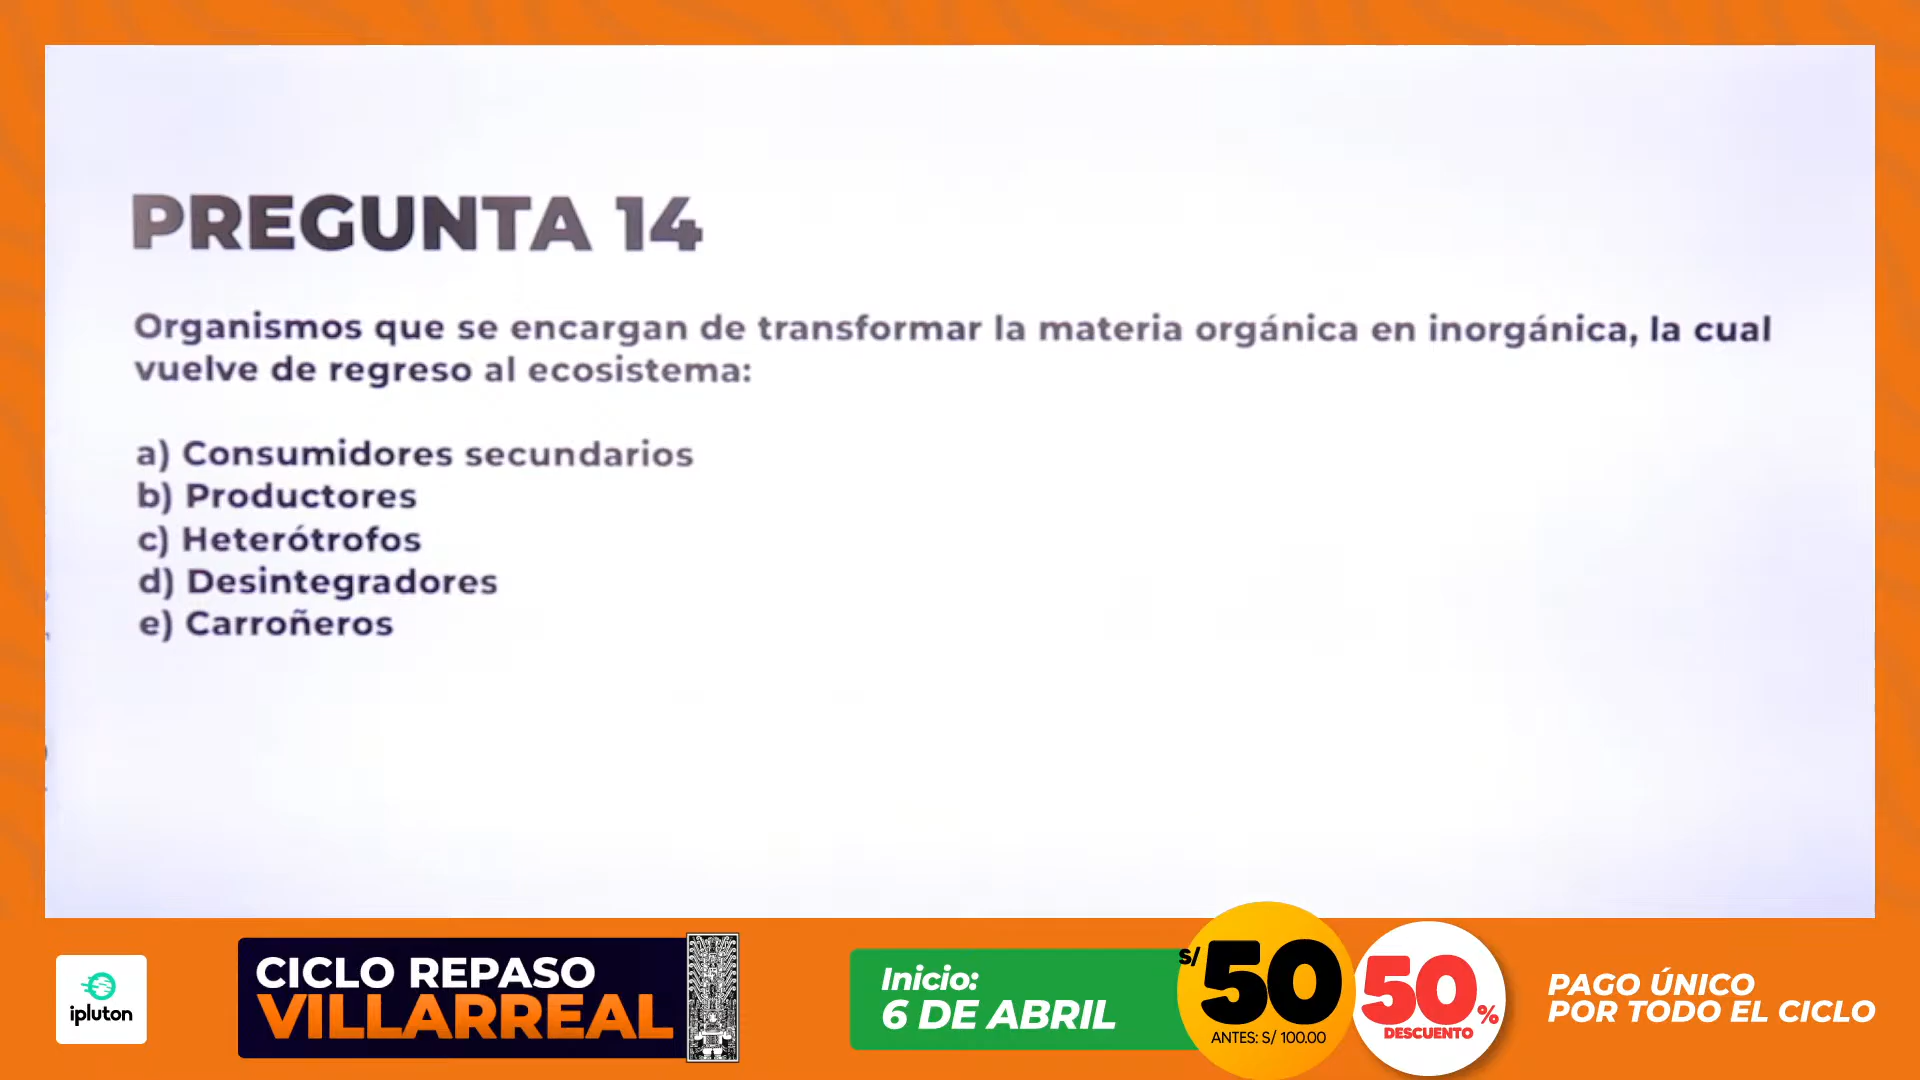 PREGUNTA 14
Organismos que se encargan de transformar la materia orgánica en inorgánica, la cual
vuelve de regreso al ecosistema:
a) Consumidores secundarios
b) Productores
c) Heterótrofos
d) Desintegradores
e) Carroñeros
ipluton
CICLO REPASO
VILLARREAL
Inicio:
6 DE ABRIL
S/ 50
ANTES: S/ 100.00
50%
DESCUENTO
PAGO ÚNICO
POR TODO EL CICLO